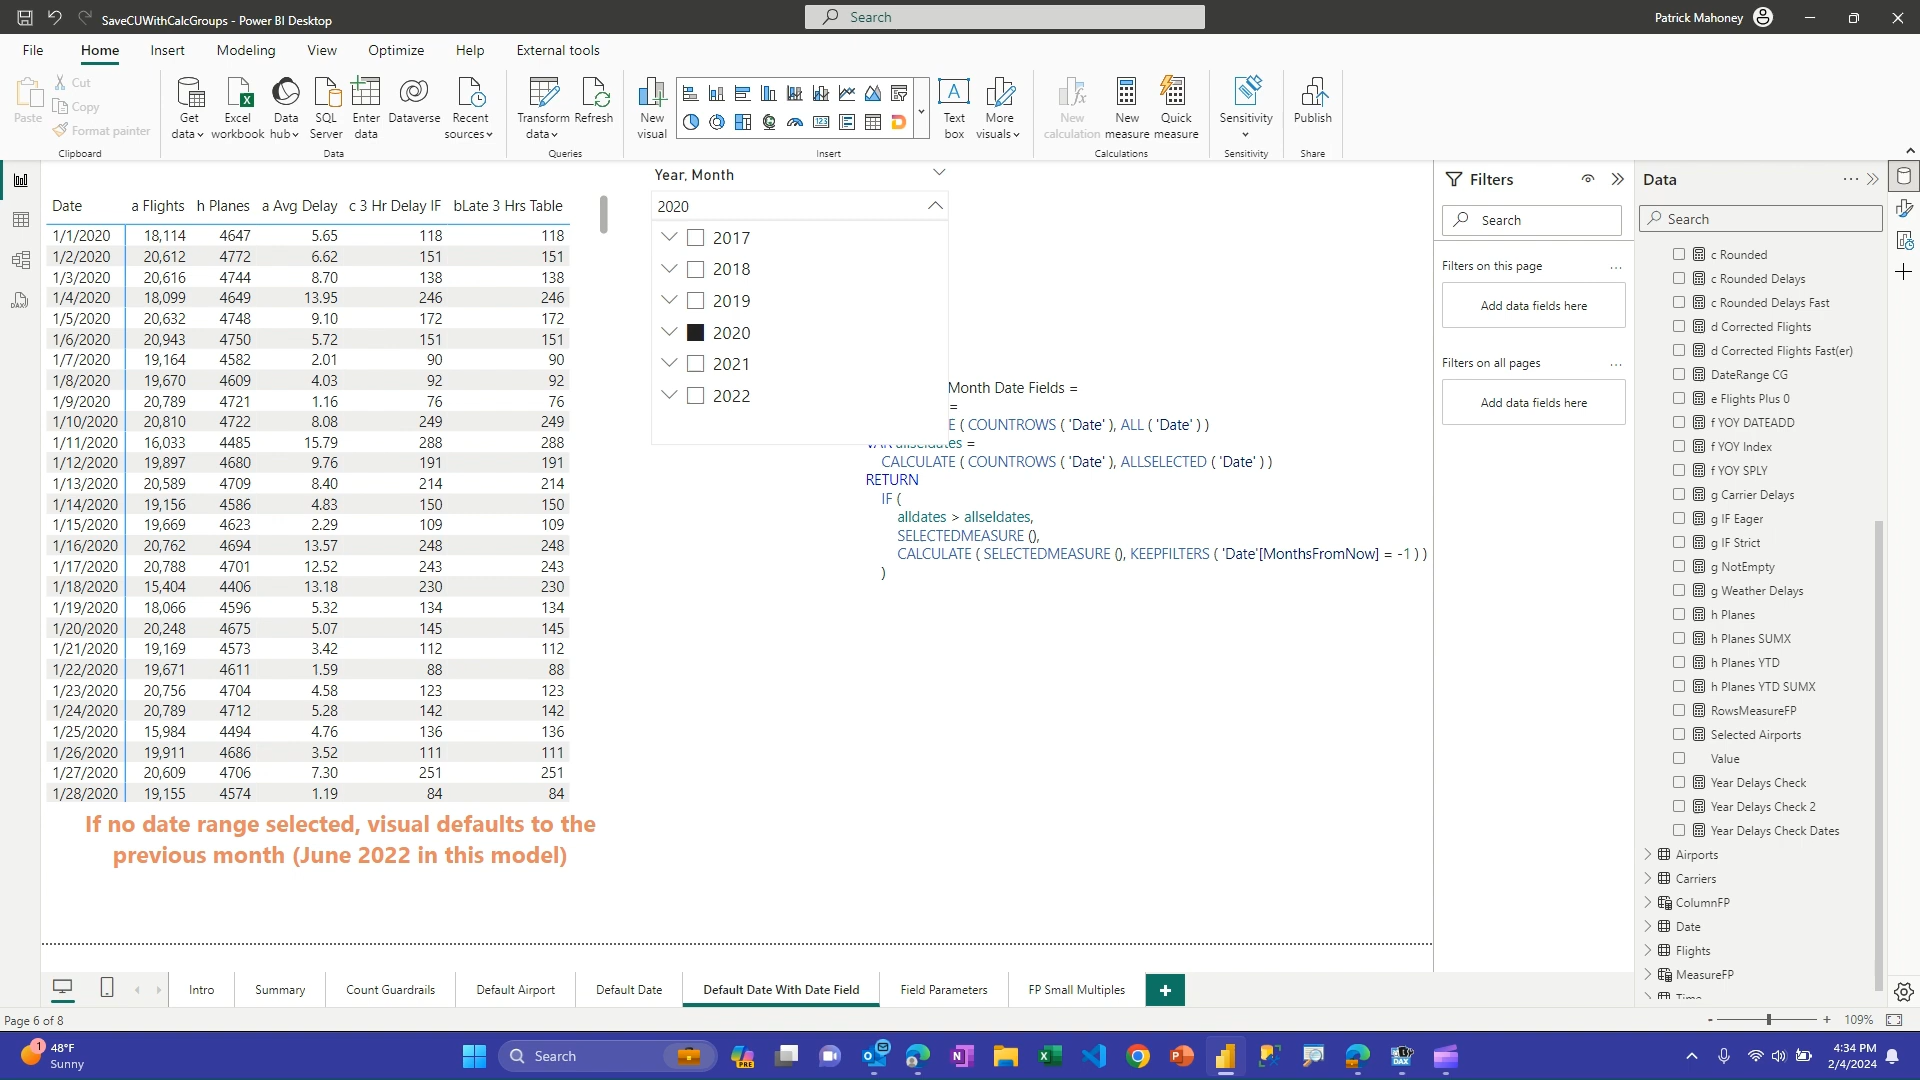 SaveCUWithCalcGroups - Power BI Desktop
Search
Patrick Mahoney
File Home Insert Modeling View Optimize Help External tools
Paste
Cut
Copy
Format painter
Clipboard
Get data
Excel workbook
Data hub
SQL Server
Enter data
Dataverse
Recent sources
Data
Transform data
Refresh
Queries
New visual
Text box
More visuals
Insert
New calculation
New measure
Quick measure
Calculations
Sensitivity
Sensitivity
Publish
Share
Date a Flights h Planes a Avg Delay c 3 Hr Delay IF bLate 3 Hrs Table
1/1/2020 18,114 4647 5.65 118 118
1/2/2020 20,612 4772 6.62 151 151
1/3/2020 20,616 4744 8.70 138 138
1/4/2020 18,099 4649 13.95 246 246
1/5/2020 20,632 4748 9.10 172 172
1/6/2020 20,943 4750 5.72 151 151
1/7/2020 19,164 4582 2.01 90 90
1/8/2020 19,670 4609 4.03 92 92
1/9/2020 20,789 4721 1.16 76 76
1/10/2020 20,810 4722 8.08 249 249
1/11/2020 16,033 4485 15.79 288 288
1/12/2020 19,897 4680 9.76 191 191
1/13/2020 20,589 4709 8.40 214 214
1/14/2020 19,156 4586 4.83 150 150
1/15/2020 19,669 4623 2.29 109 109
1/16/2020 20,762 4694 13.57 248 248
1/17/2020 20,788 4701 12.52 243 243
1/18/2020 15,404 4406 13.18 230 230
1/19/2020 18,066 4596 5.32 134 134
1/20/2020 20,248 4675 5.07 145 145
1/21/2020 19,169 4573 3.42 112 112
1/22/2020 19,671 4611 1.59 88 88
1/23/2020 20,756 4704 4.58 123 123
1/24/2020 20,789 4712 5.28 142 142
1/25/2020 15,984 4494 4.76 136 136
1/26/2020 19,911 4686 3.52 111 111
1/27/2020 20,609 4706 7.30 251 251
1/28/2020 19,155 4574 1.19 84 84
If no date range selected, visual defaults to the
previous month (June 2022 in this model)
Year, Month
2020
2017
2018
2019
2020
2021
2022
Month Date Fields =
=
E ( COUNTROWS ( 'Date' ), ALL ( 'Date' ) )
dates =
CALCULATE ( COUNTROWS ( 'Date' ), ALLSELECTED ( 'Date' ) )
RETURN
IF (
alldates > allseldates,
SELECTEDMEASURE (),
CALCULATE ( SELECTEDMEASURE (), KEEPFILTERS ( 'Date'[MonthsFromNow] = -1 ) )
)
Filters
Search
Filters on this page
Add data fields here
Filters on all pages
Add data fields here
Data
Search
c Rounded
c Rounded Delays
c Rounded Delays Fast
d Corrected Flights
d Corrected Flights Fast(er)
DateRange CG
e Flights Plus 0
f YOY DATEADD
f YOY Index
f YOY SPLY
g Carrier Delays
g IF Eager
g IF Strict
g NotEmpty
g Weather Delays
h Planes
h Planes SUMX
h Planes YTD
h Planes YTD SUMX
RowsMeasureFP
Selected Airports
Value
Year Delays Check
Year Delays Check 2
Year Delays Check Dates
Airports
Carriers
ColumnFP
Date
Flights
MeasureFP
Time
Intro Summary Count Guardrails Default Airport Default Date Default Date With Date Field Field Parameters FP Small Multiples
Page 6 of 8
- + 109%
1
48°F
Sunny
Search
PRE
4:34 PM
2/4/2024